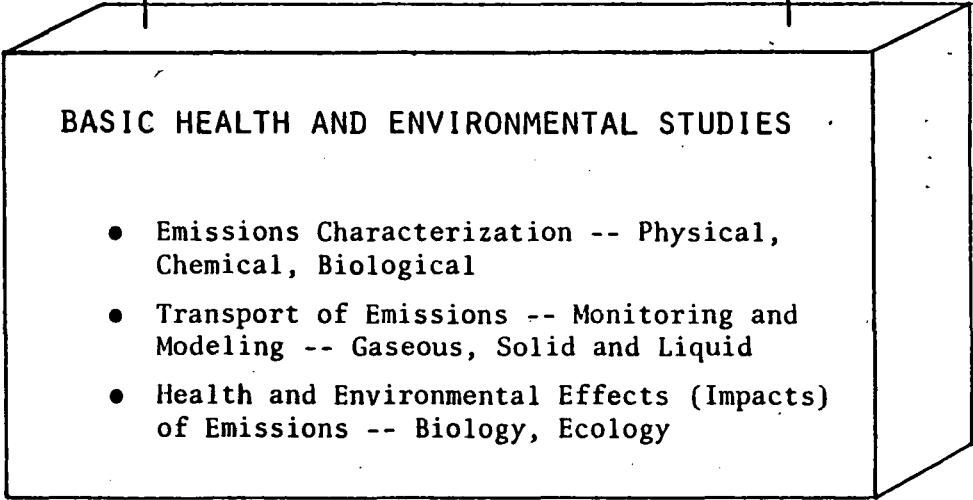 BASIC HEALTH AND ENVIRONMENTAL STUDIES
● Emissions Characterization -- Physical,
Chemical, Biological
● Transport of Emissions -- Monitoring and
Modeling -- Gaseous, Solid and Liquid
● Health and Environmental Effects (Impacts)
of Emissions -- Biology, Ecology